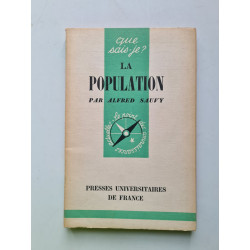 que
sais-je?
LA
POPULATION
PAR ALFRED SAUVY
PRESSES UNIVERSITAIRES
DE FRANCE